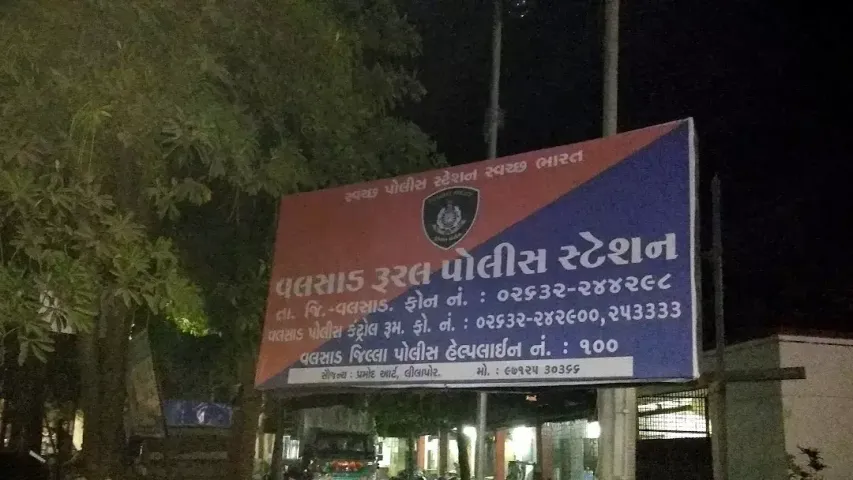 સ્વચ્છ પોલીસ સ્ટેશન સ્વચ્છ ભારત
વલસાડ રૂરલ પોલીસ સ્ટેશન
તા. જિ.-વલસાડ. ફોન નં. : ૦૨૬૩૨-૨૪૪૨૯૮
વલસાડ પોલીસ કંટ્રોલ રૂમ. ફો. નં. : ૦૨૬૩૨-૨૪૨૯૦૦, ૨૫૩૩૩૩
વલસાડ જિલ્લા પોલીસ હેલ્પલાઈન નં. : ૧૦૦
સૌજન્ય : પ્રમોદ આર્ટ, લીલાપોર. મો. : ૯૭૧૨૫ ૩૦૩૬૬